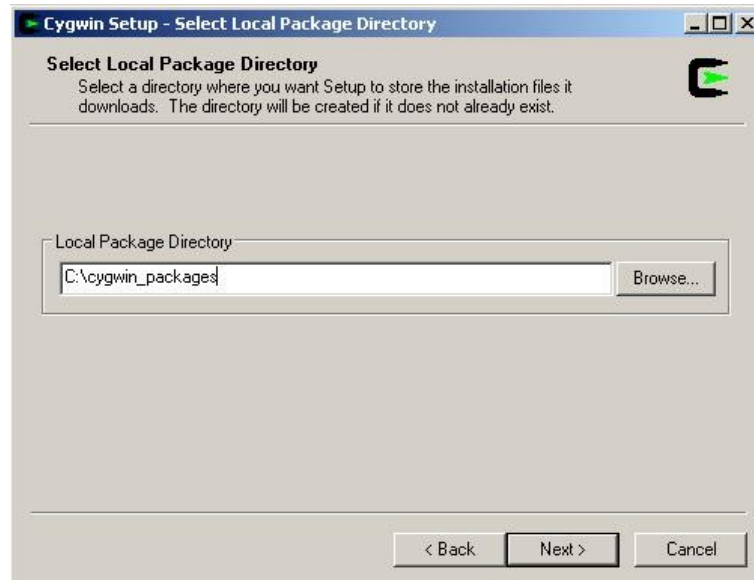 Cygwin Setup - Select Local Package Directory
Select Local Package Directory
Select a directory where you want Setup to store the installation files it
downloads. The directory will be created if it does not already exist.
Local Package Directory
C:\cygwin_packages
Browse...
< Back
Next >
Cancel